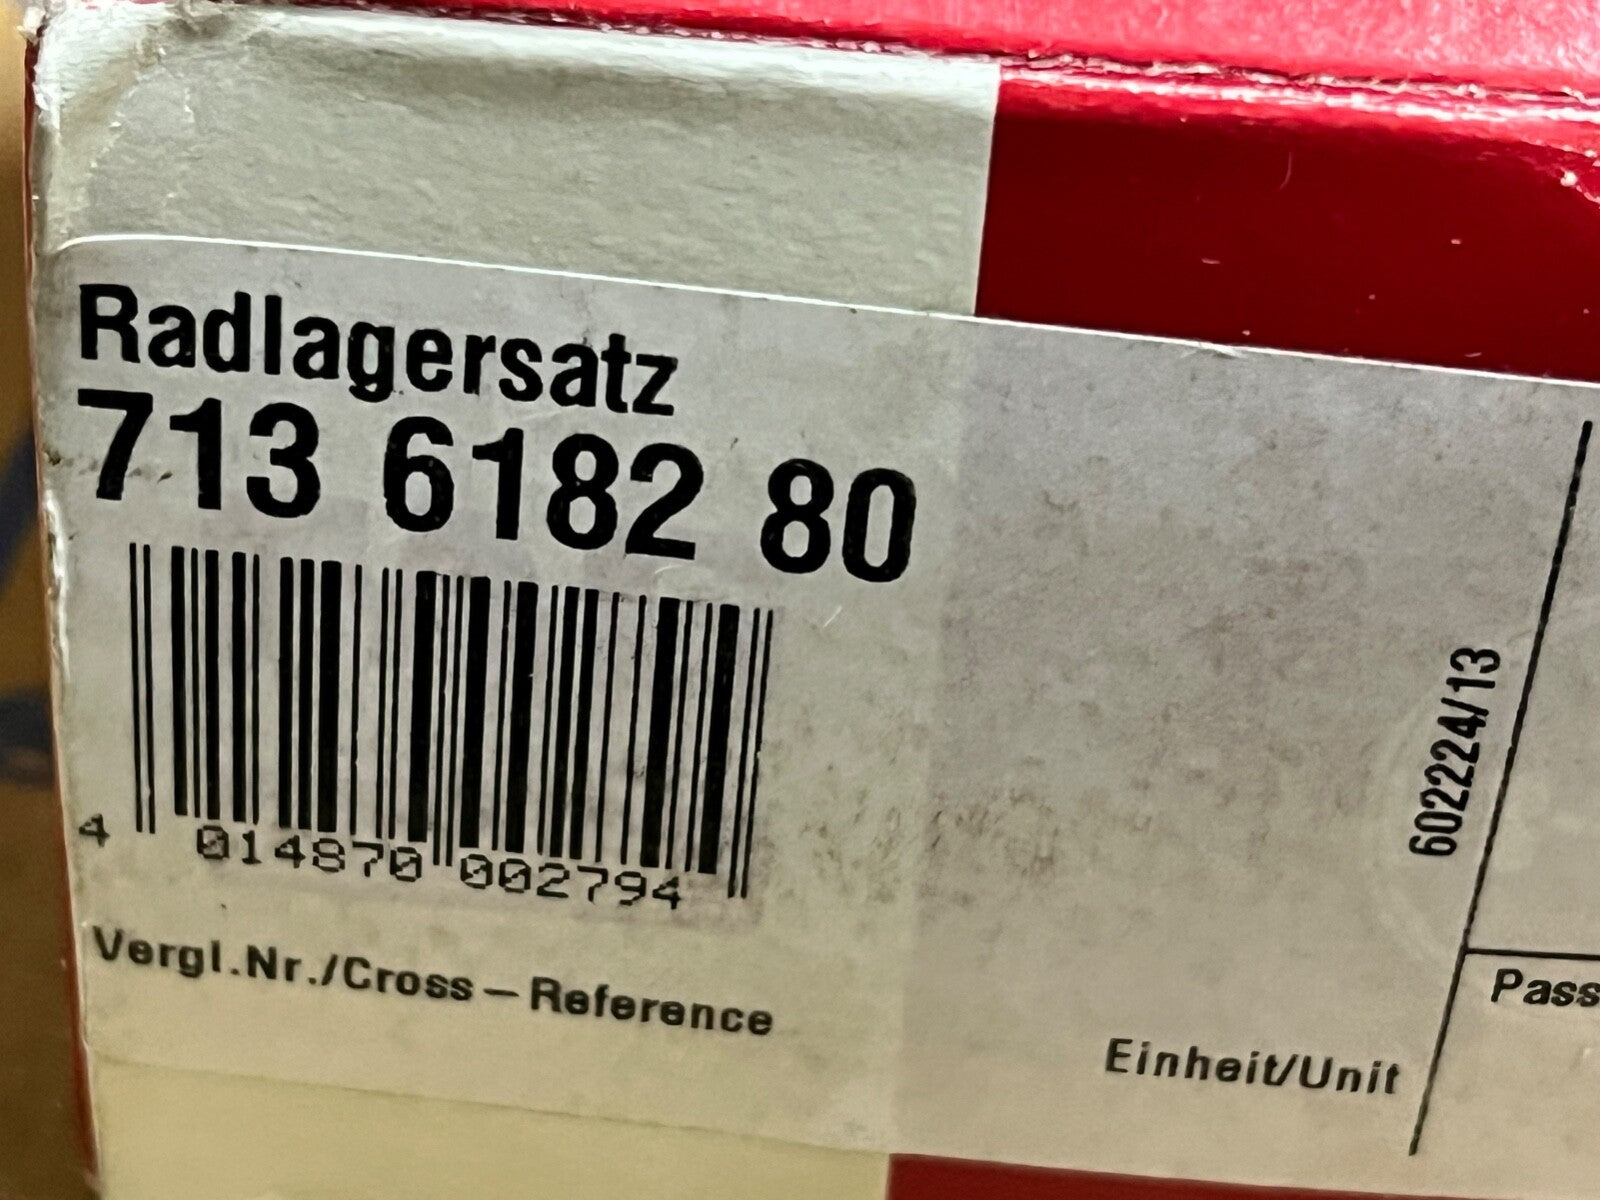 Radlagersatz
713 6182 80
4 014870 002794
Vergl.Nr./Cross – Reference
Einheit/Unit
602224/13
Pass